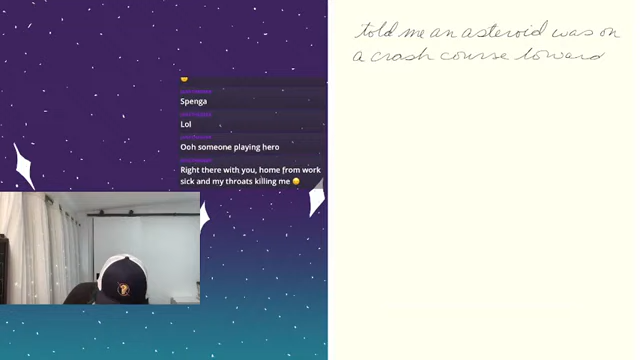 Spenga
Lol
Ooh someone playing hero
Right there with you, home from work
sick and my throats killing me
told me an asteroid was on
a crash course toward